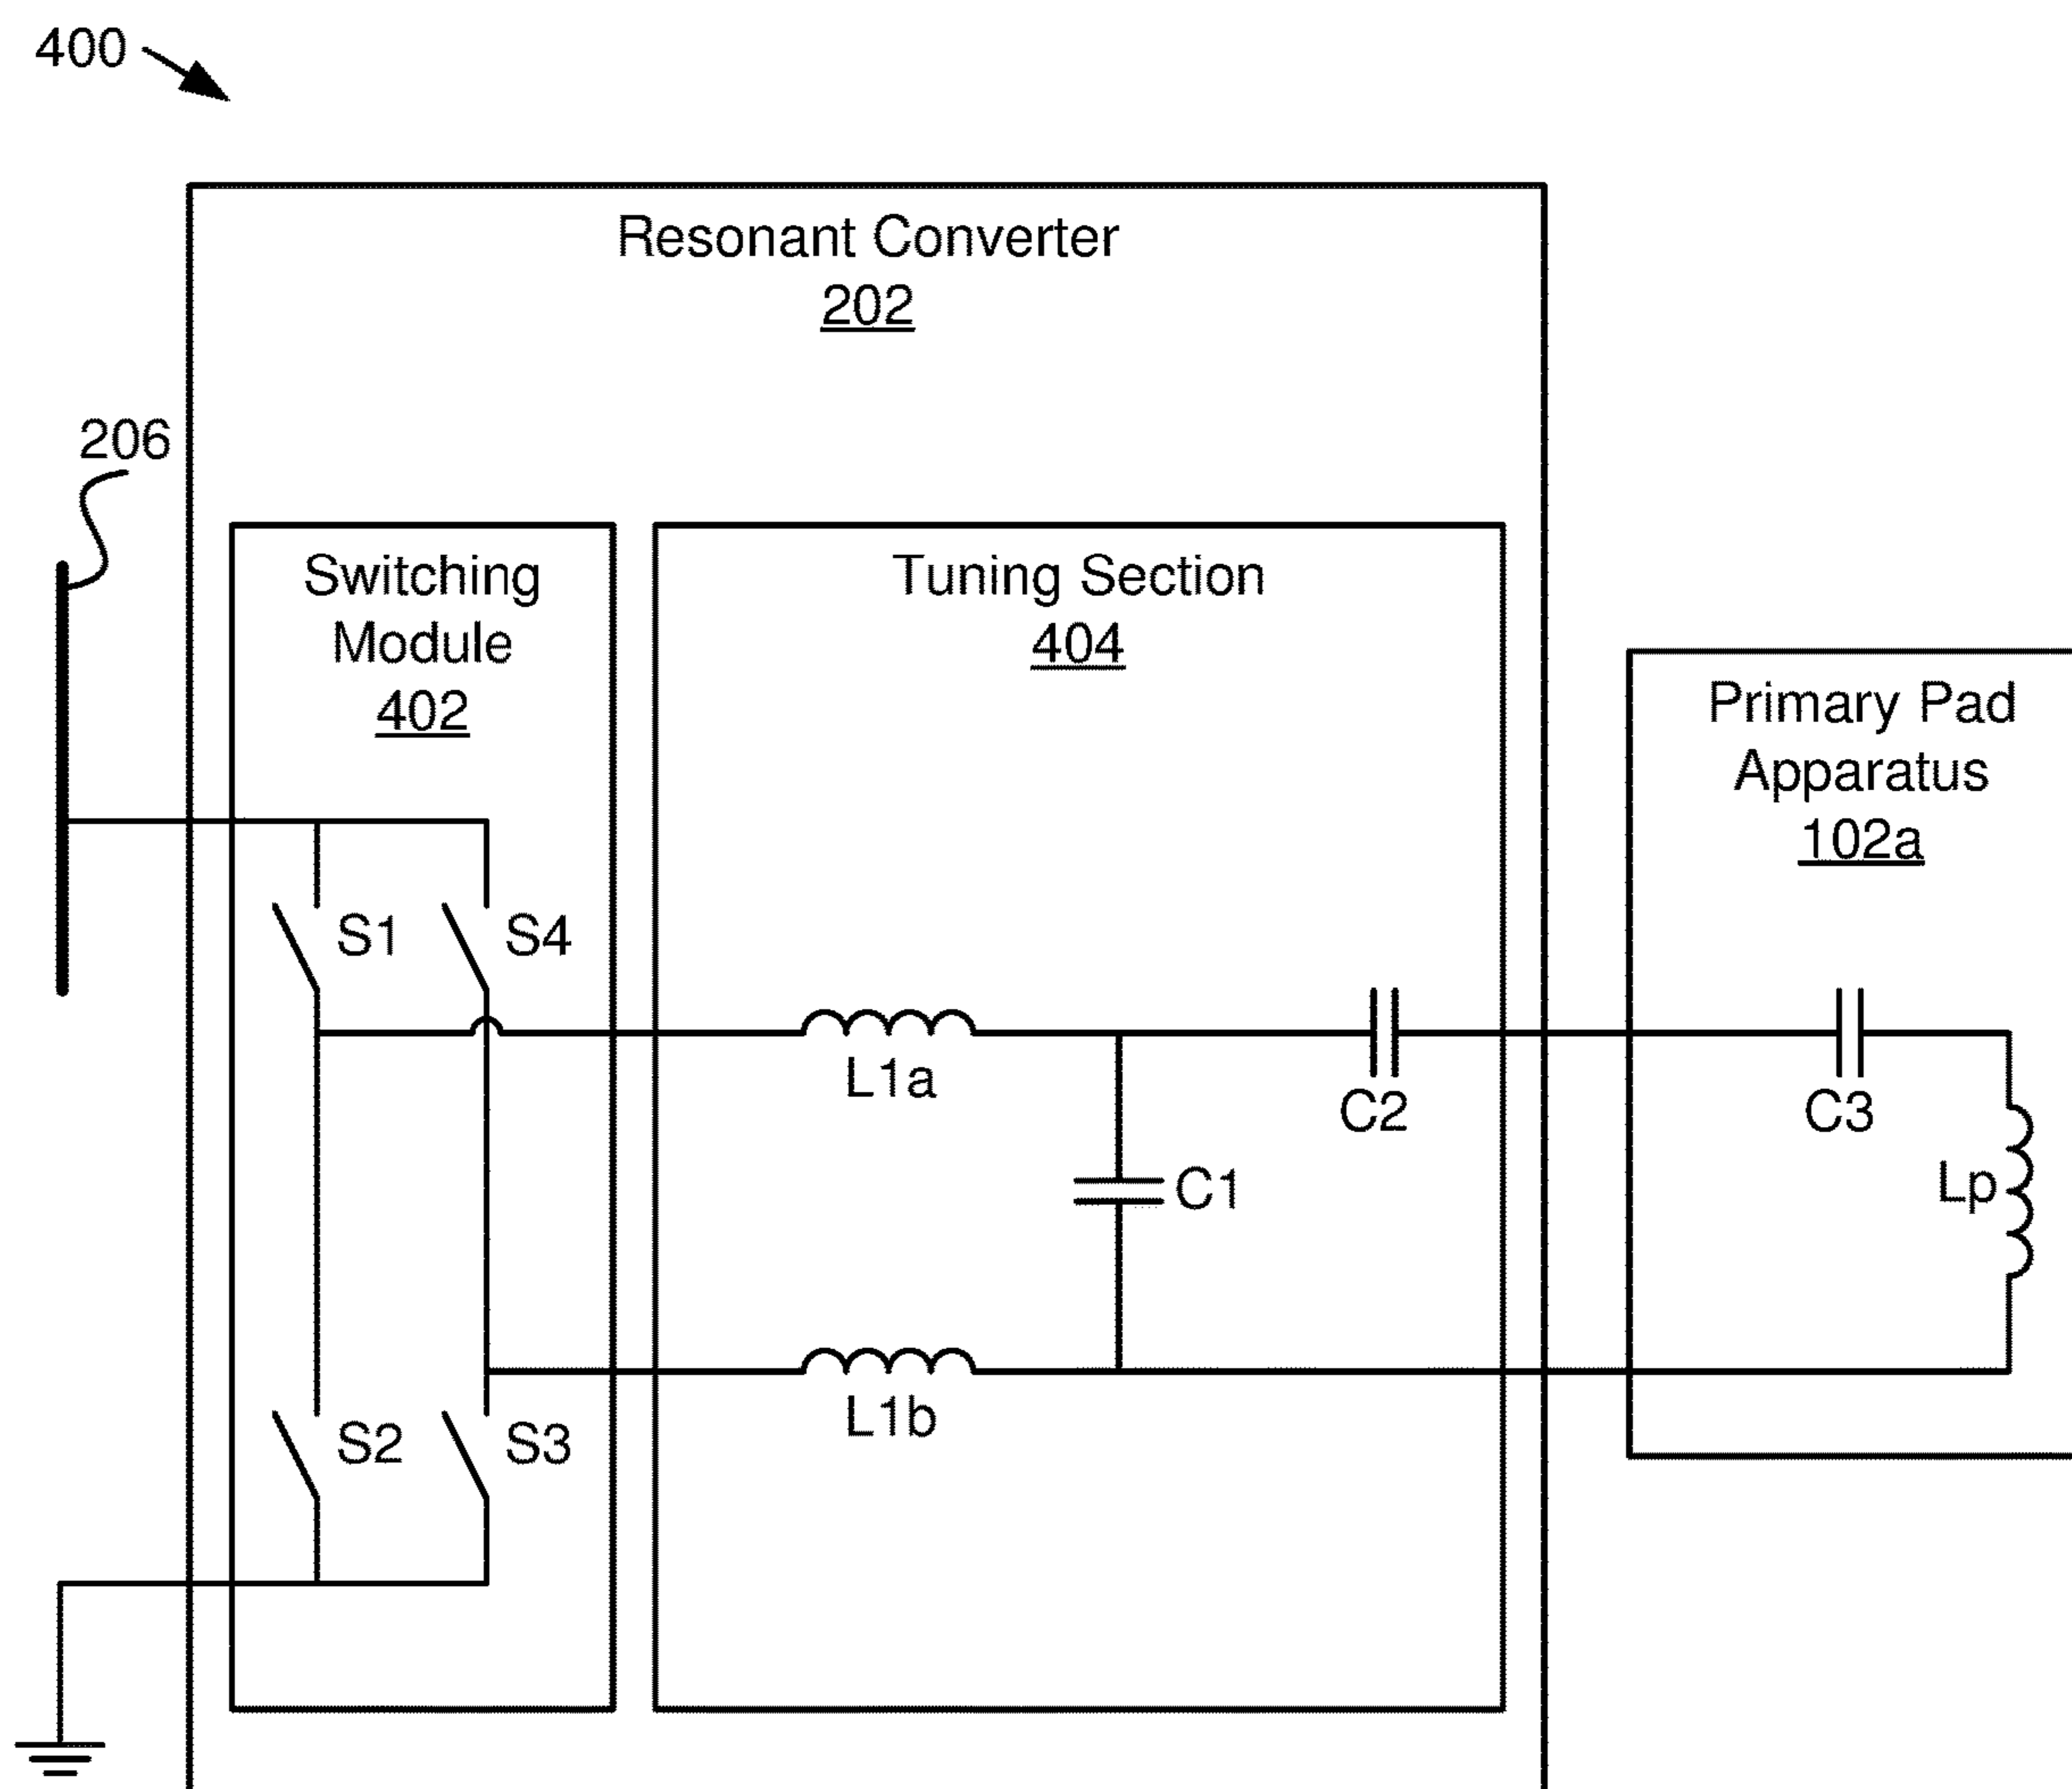 400
Resonant Converter
202
206
Switching
Module
402
Tuning Section
404
Primary Pad
Apparatus
102a
S1
S4
L1a
C2
C3
C1
Lp
L1b
S2
S3